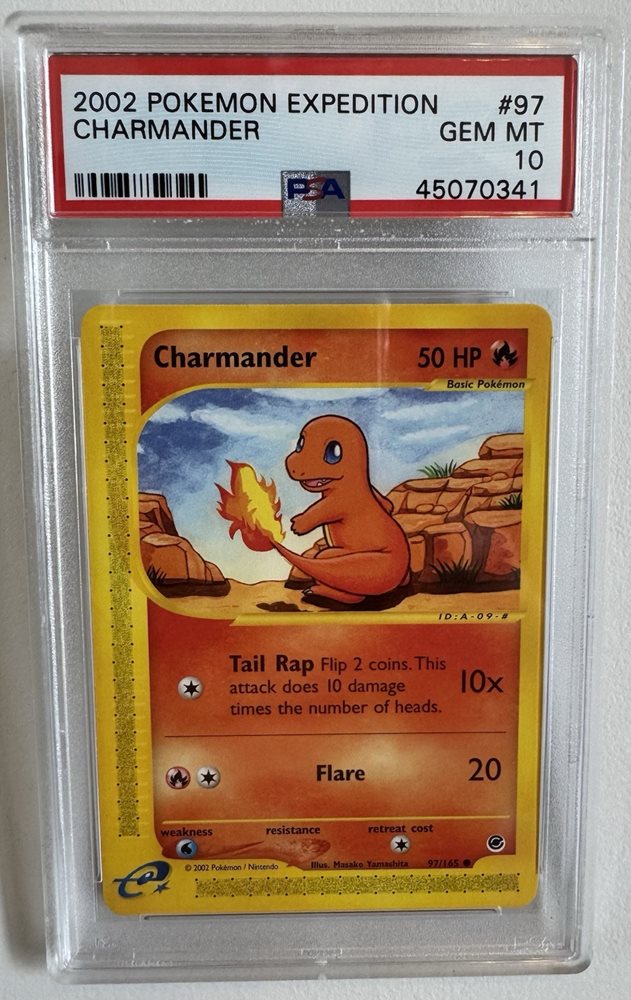 2002 POKEMON EXPEDITION #97
CHARMANDER GEM MT
10
PSA 45070341
Charmander 50 HP
Basic Pokémon
ID:A-09-#
Tail Rap Flip 2 coins. This
attack does 10 damage
times the number of heads.
10x
Flare 20
weakness resistance retreat cost
© 2002 Pokémon / Nintendo Illus. Masako Yamashita 97/165
e